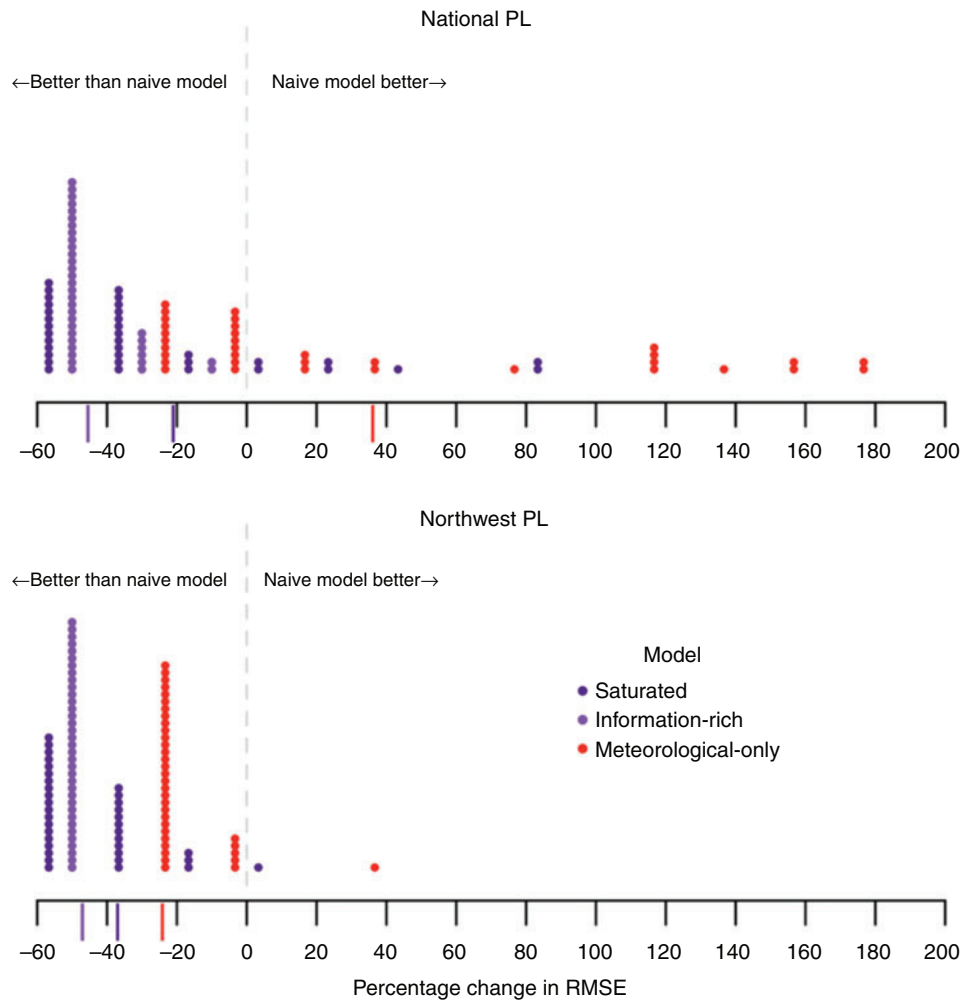 National PL
←Better than naive model Naive model better→
–60 –40 –20 0 20 40 60 80 100 120 140 160 180 200
Northwest PL
←Better than naive model Naive model better→
Model
Saturated
Information-rich
Meteorological-only
–60 –40 –20 0 20 40 60 80 100 120 140 160 180 200
Percentage change in RMSE